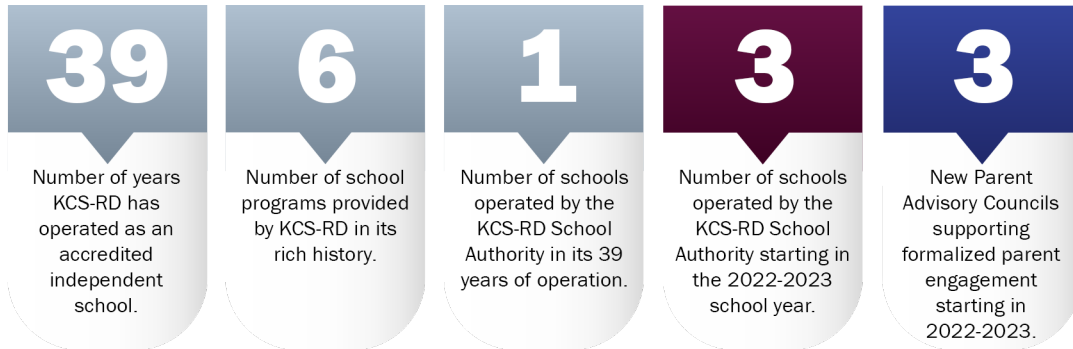 39
Number of years
KCS-RD has
operated as an
accredited
independent
school.
6
Number of school
programs provided
by KCS-RD in its
rich history.
1
Number of schools
operated by the
KCS-RD School
Authority in its 39
years of operation.
3
Number of schools
operated by the
KCS-RD School
Authority starting in
the 2022-2023
school year.
3
New Parent
Advisory Councils
supporting
formalized parent
engagement
starting in
2022-2023.